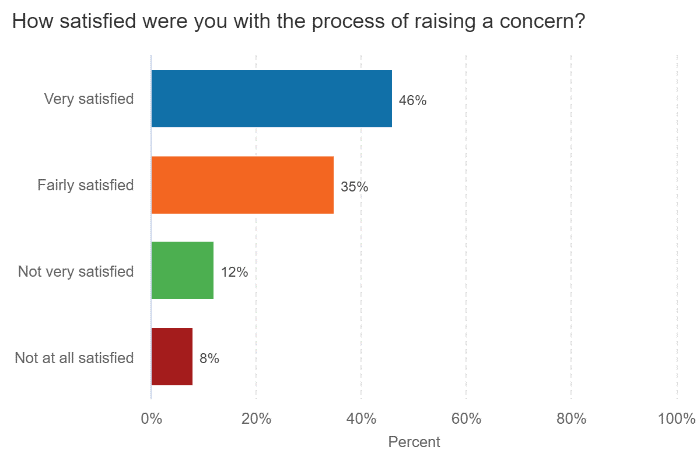 How satisfied were you with the process of raising a concern?
Very satisfied
46%
Fairly satisfied
35%
Not very satisfied
12%
Not at all satisfied
8%
0% 20% 40% 60% 80% 100%
Percent